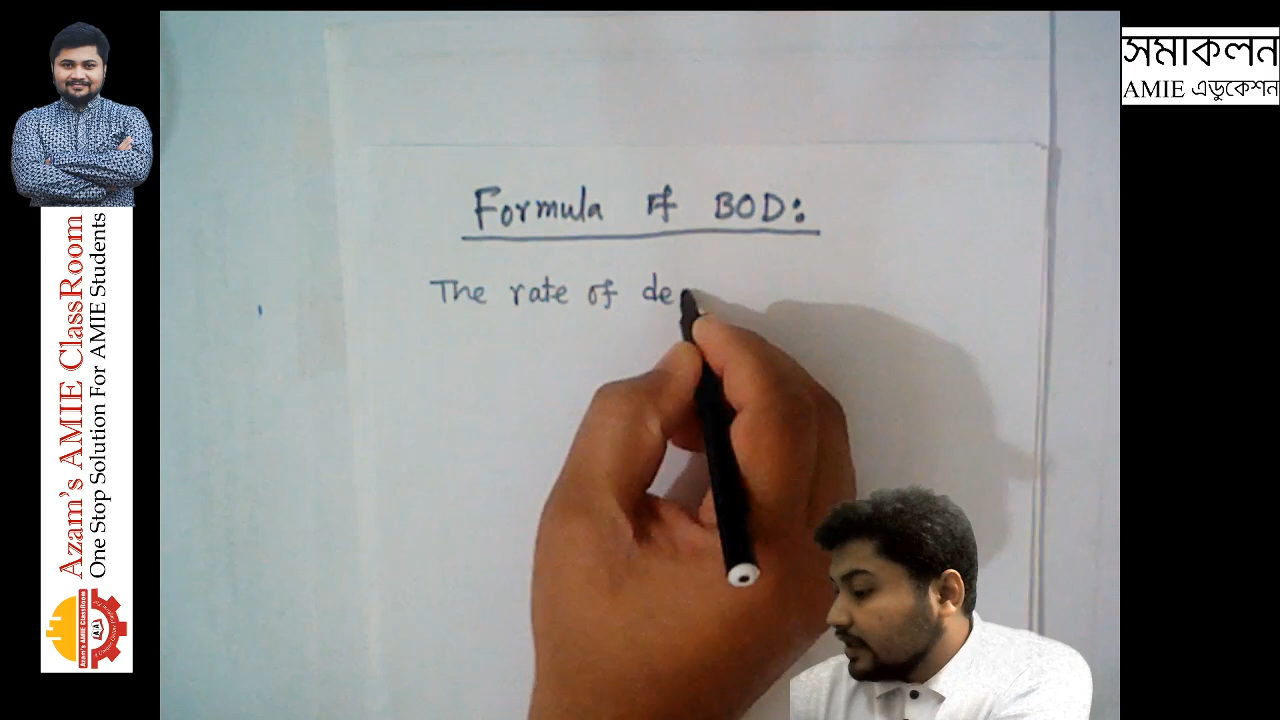 Azam's AMIE ClassRoom
One Stop Solution For AMIE Students
Formula of BOD:
The rate of de
সমাকলন
AMIE এডুকেশন